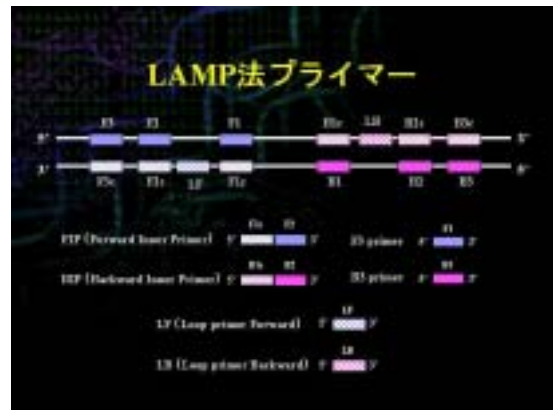 LAMP法プライマー
F3 F2 F1 B1c LB B2c B3c
5' 3'
3' 5'
F3c F2c LF F1c B1 B2 B3
F1c F2
FIP (Forward Inner Primer) 5' 3'
F3
F3 primer 5' 3'
B1c B2
BIP (Backward Inner Primer) 5' 3'
B3
B3 primer 5' 3'
LF
LF (Loop primer Forward) 5' 3'
LB
LB (Loop primer Backward) 5' 3'